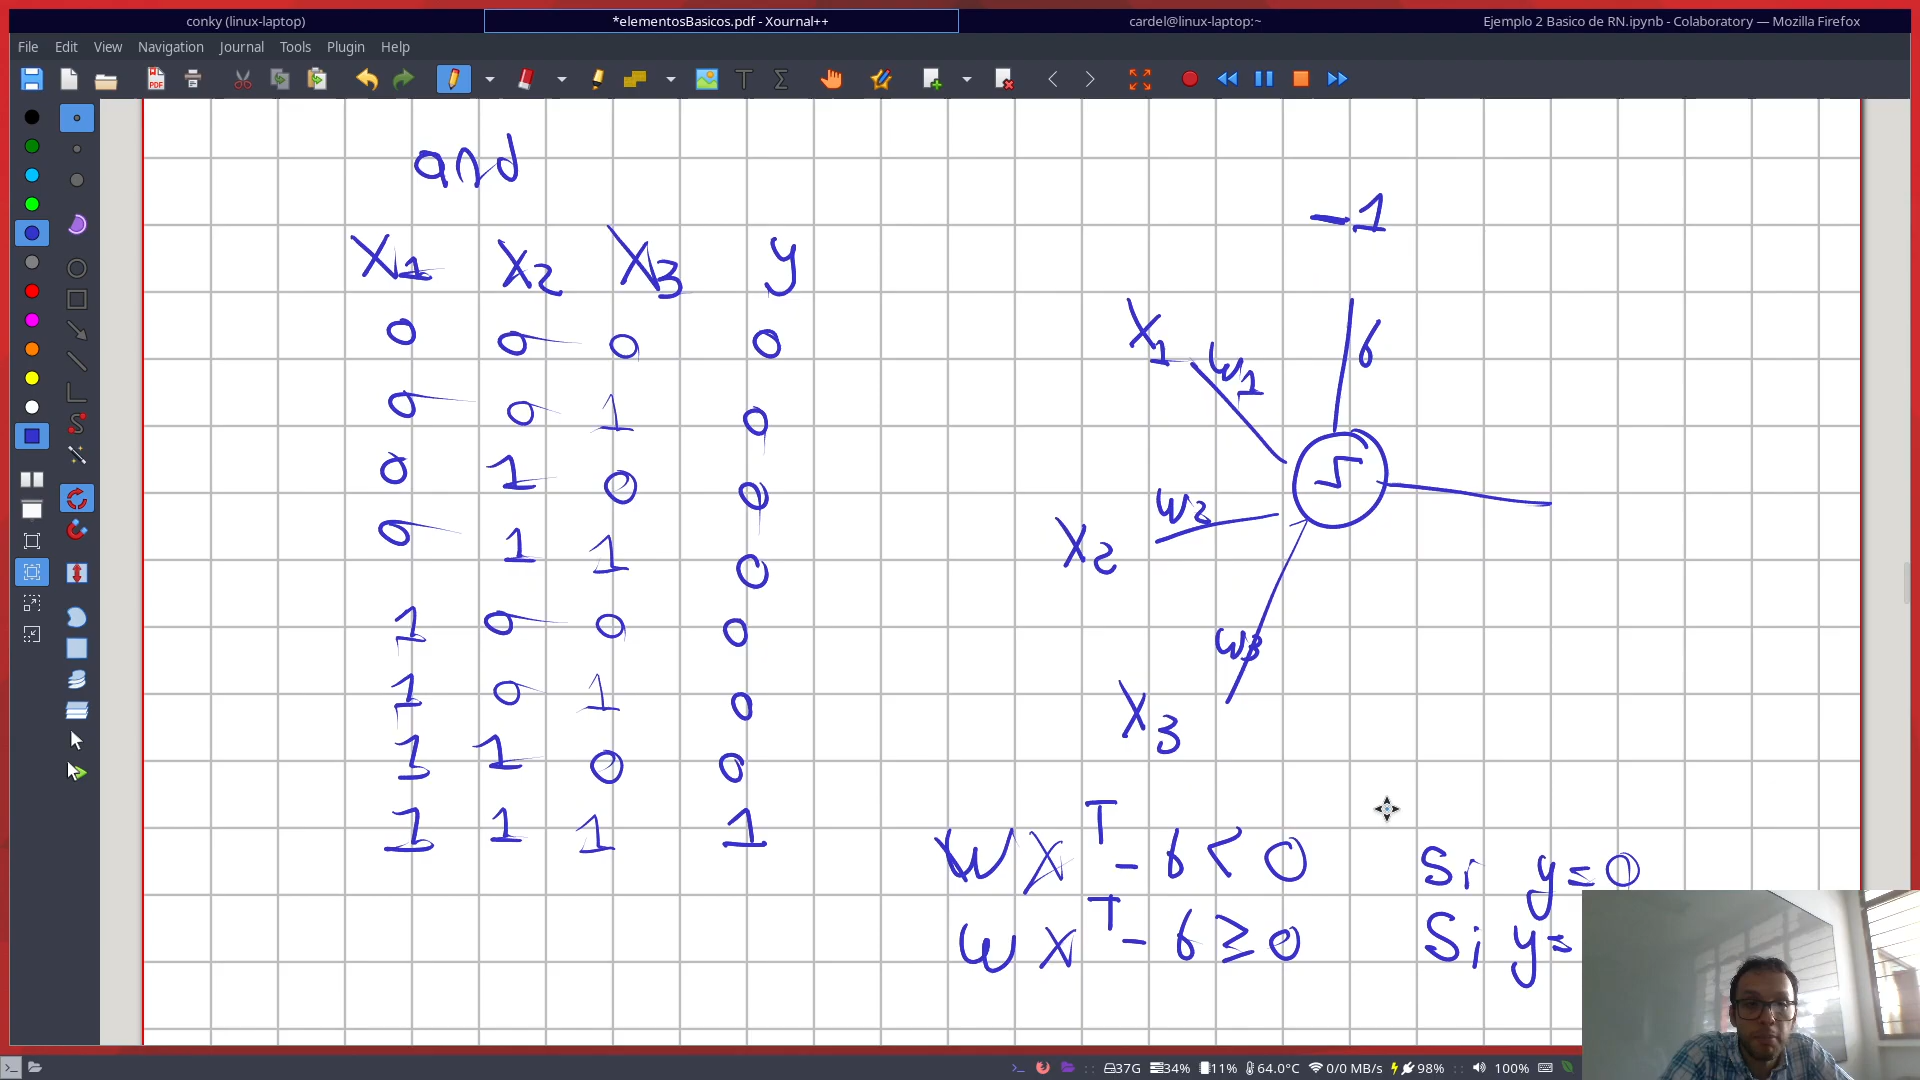 conky (linux-laptop)
*elementosBasicos.pdf - Xournal++
cardel@linux-laptop:~
Ejemplo 2 Basico de RN.ipynb - Colaboratory — Mozilla Firefox
File Edit View Navigation Journal Tools Plugin Help
and
X1 X2 X3 y
0 0 0 0
0 0 1 0
0 1 0 0
0 1 1 0
1 0 0 0
1 0 1 0
1 1 0 0
1 1 1 1
-1
X1 w1 b
X2 w2
w3
X3
W X^T - b < 0 Si y = 0
W X^T - b ≥ 0 Si y =
37G 34% 11% 64.0°C 0/0 MB/s 98% 100%